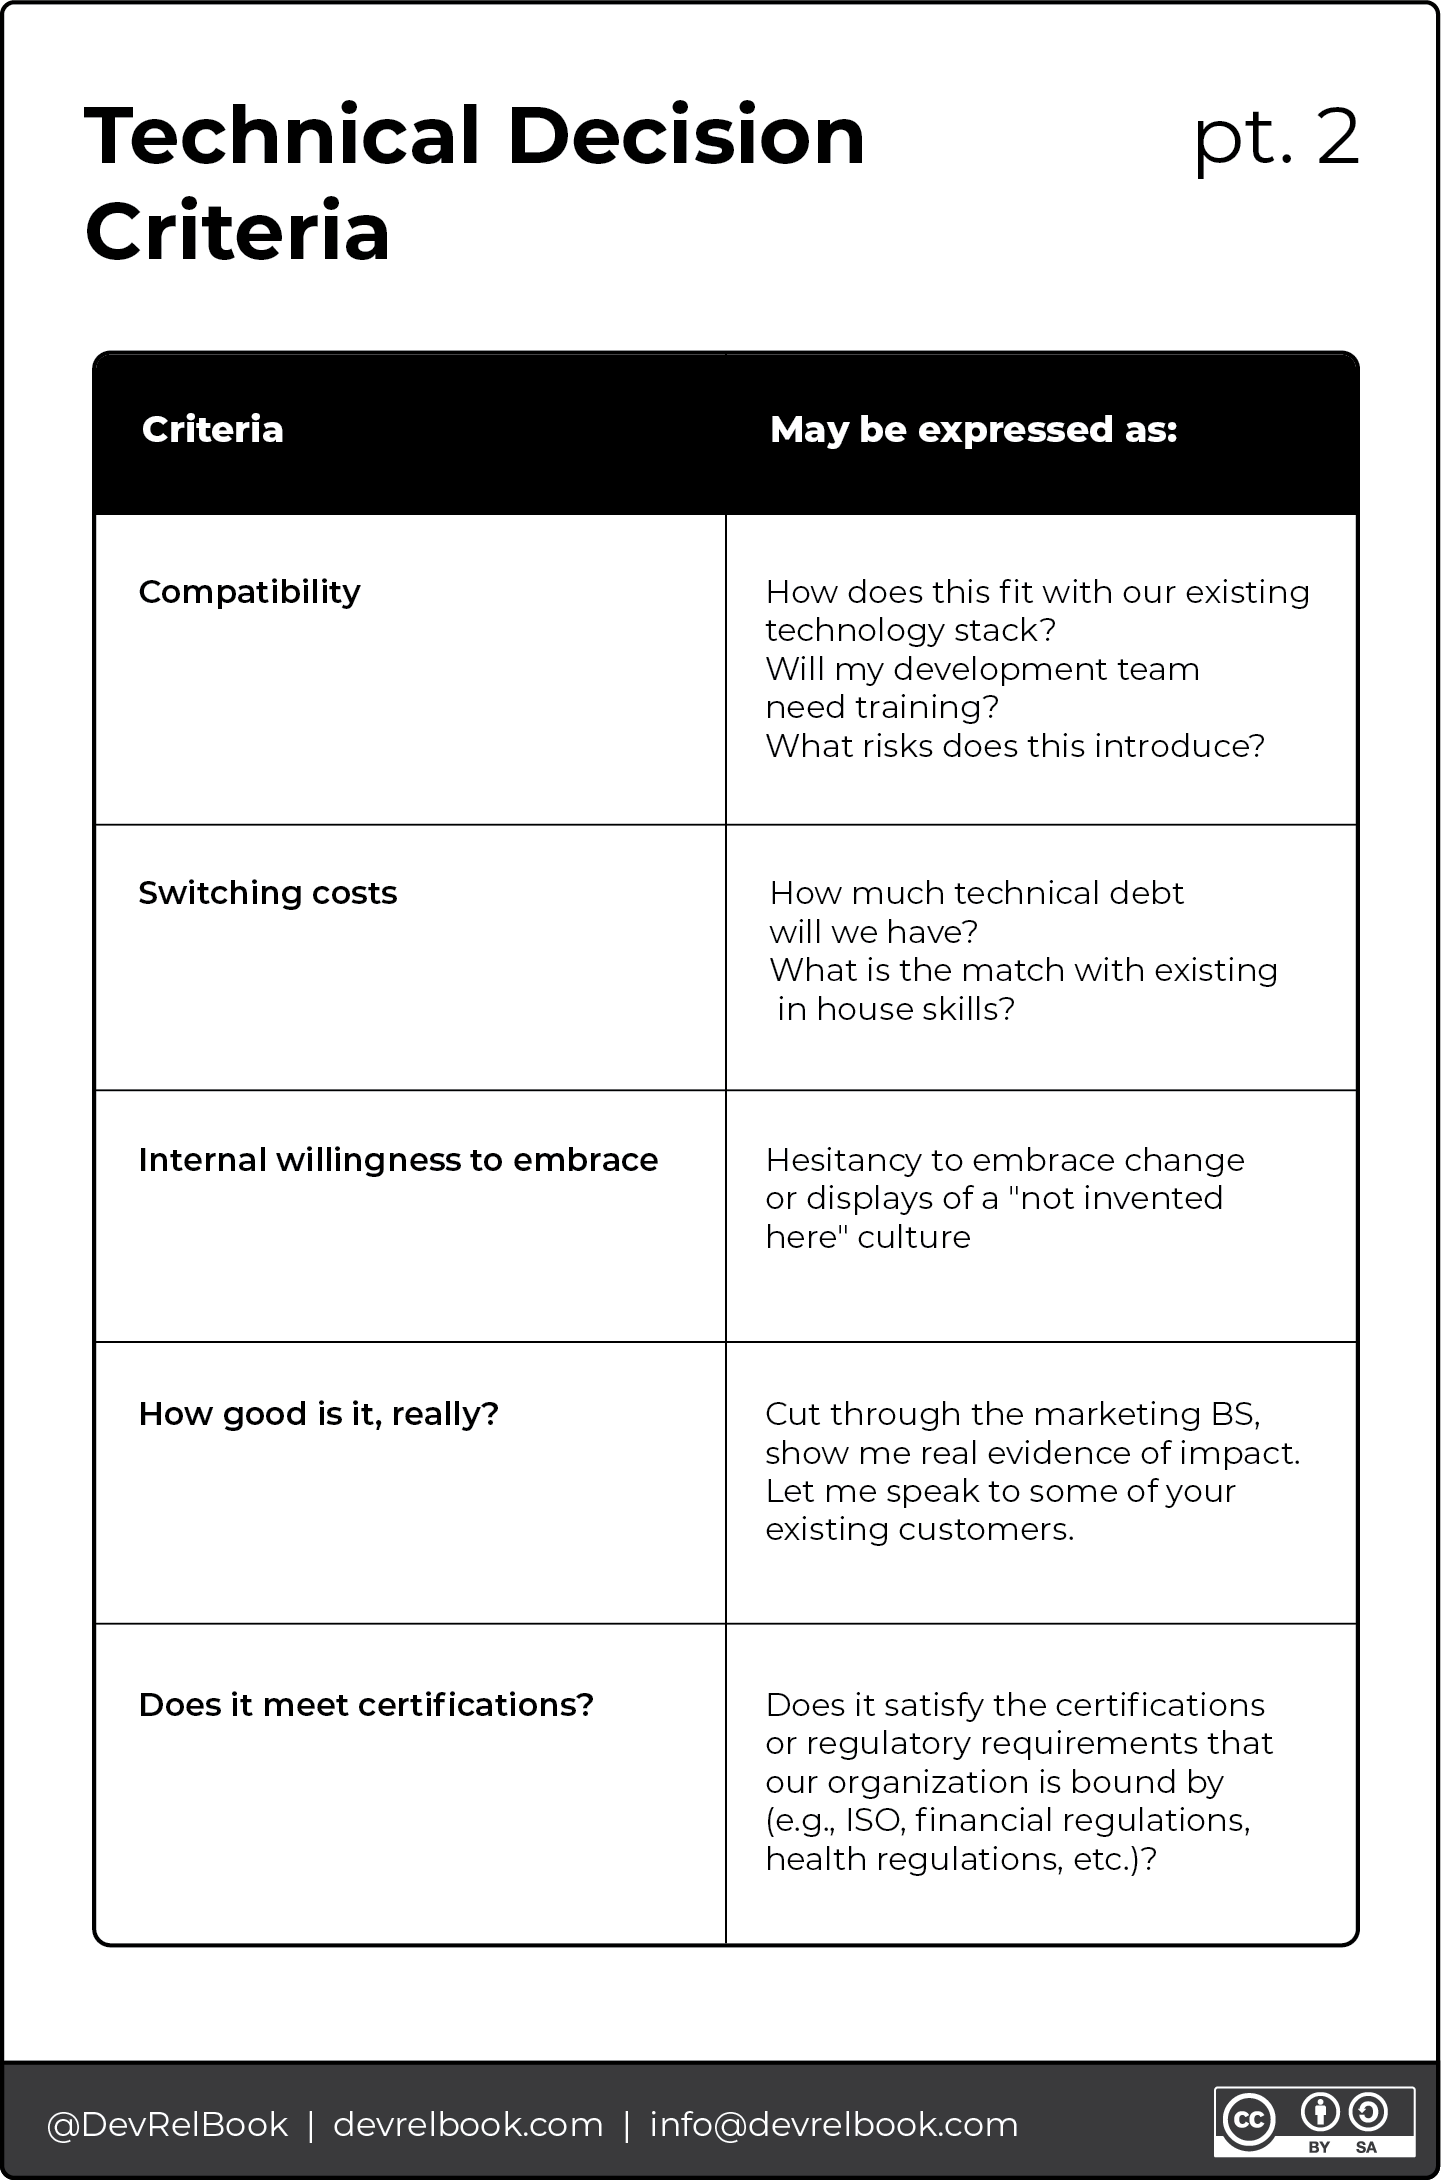 Technical Decision
Criteria
pt. 2
Criteria
May be expressed as:
Compatibility
How does this fit with our existing
technology stack?
Will my development team
need training?
What risks does this introduce?
Switching costs
How much technical debt
will we have?
What is the match with existing
in house skills?
Internal willingness to embrace
Hesitancy to embrace change
or displays of a "not invented
here" culture
How good is it, really?
Cut through the marketing BS,
show me real evidence of impact.
Let me speak to some of your
existing customers.
Does it meet certifications?
Does it satisfy the certifications
or regulatory requirements that
our organization is bound by
(e.g., ISO, financial regulations,
health regulations, etc.)?
@DevRelBook | devrelbook.com | info@devrelbook.com
cc
BY SA